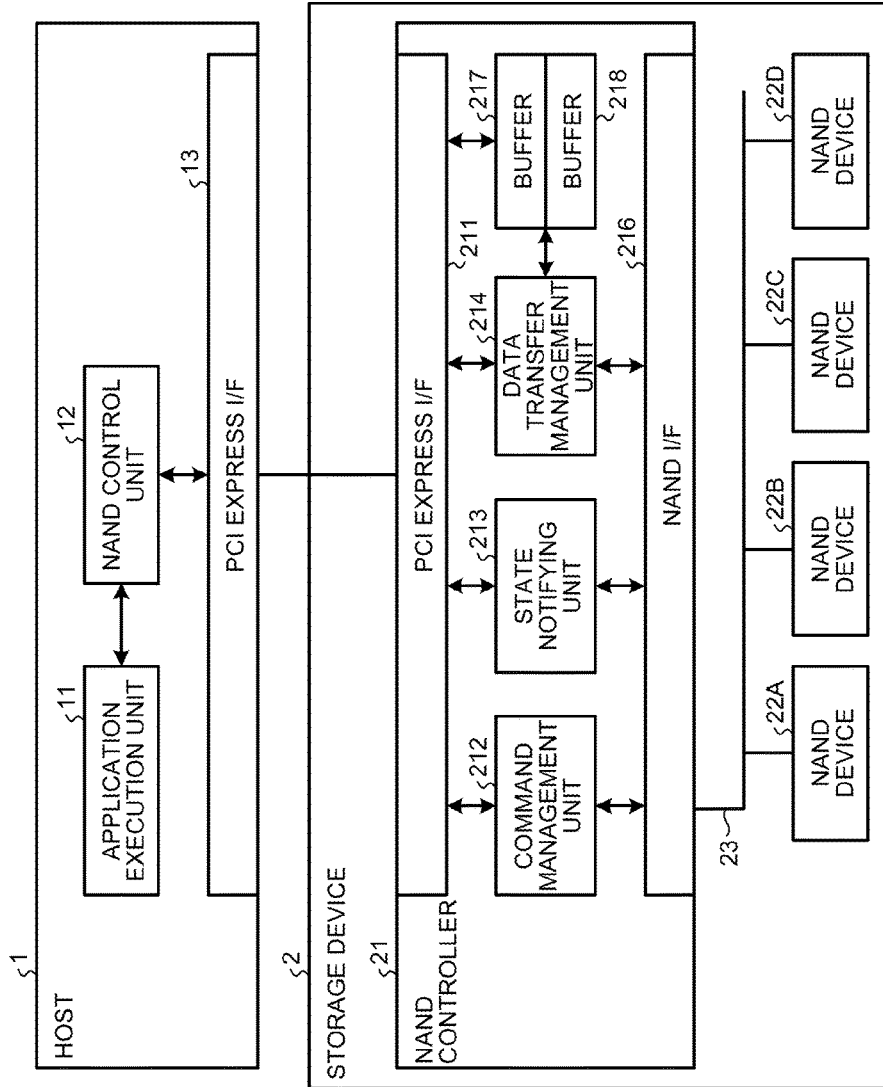 1
HOST
11
APPLICATION
EXECUTION UNIT
12
NAND CONTROL
UNIT
13
PCI EXPRESS I/F
2
STORAGE DEVICE
21
NAND
CONTROLLER
PCI EXPRESS I/F
211
212
COMMAND
MANAGEMENT
UNIT
213
STATE
NOTIFYING
UNIT
214
DATA
TRANSFER
MANAGEMENT
UNIT
217
BUFFER
BUFFER
218
216
NAND I/F
23
22A
NAND
DEVICE
22B
NAND
DEVICE
22C
NAND
DEVICE
22D
NAND
DEVICE